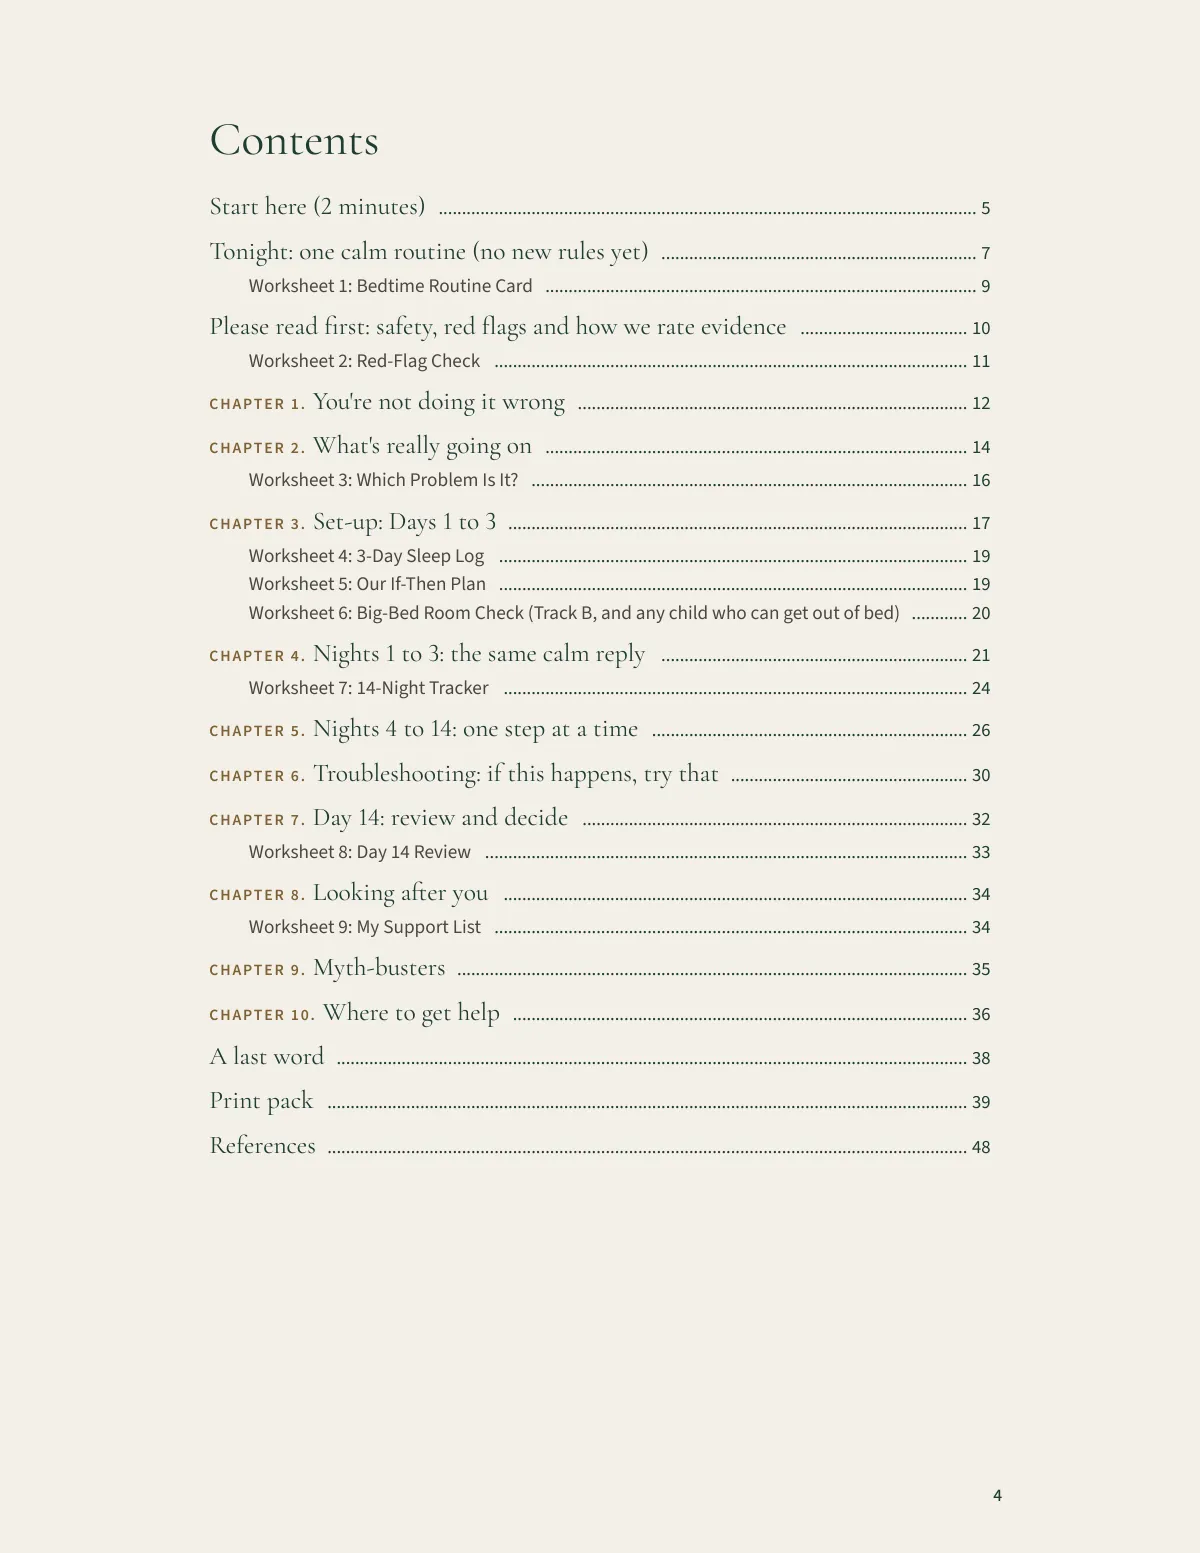 Contents
Start here (2 minutes) 5
Tonight: one calm routine (no new rules yet) 7
Worksheet 1: Bedtime Routine Card 9
Please read first: safety, red flags and how we rate evidence 10
Worksheet 2: Red-Flag Check 11
CHAPTER 1. You're not doing it wrong 12
CHAPTER 2. What's really going on 14
Worksheet 3: Which Problem Is It? 16
CHAPTER 3. Set-up: Days 1 to 3 17
Worksheet 4: 3-Day Sleep Log 19
Worksheet 5: Our If-Then Plan 19
Worksheet 6: Big-Bed Room Check (Track B, and any child who can get out of bed) 20
CHAPTER 4. Nights 1 to 3: the same calm reply 21
Worksheet 7: 14-Night Tracker 24
CHAPTER 5. Nights 4 to 14: one step at a time 26
CHAPTER 6. Troubleshooting: if this happens, try that 30
CHAPTER 7. Day 14: review and decide 32
Worksheet 8: Day 14 Review 33
CHAPTER 8. Looking after you 34
Worksheet 9: My Support List 34
CHAPTER 9. Myth-busters 35
CHAPTER 10. Where to get help 36
A last word 38
Print pack 39
References 48
4